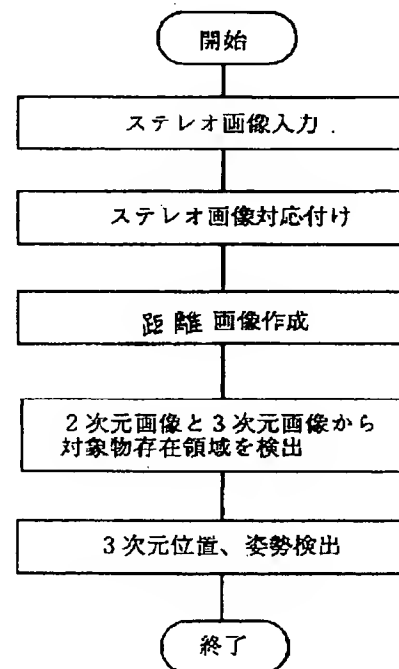 開始
ステレオ画像入力
ステレオ画像対応付け
距離画像作成
2次元画像と3次元画像から
対象物存在領域を検出
3次元位置、姿勢検出
終了